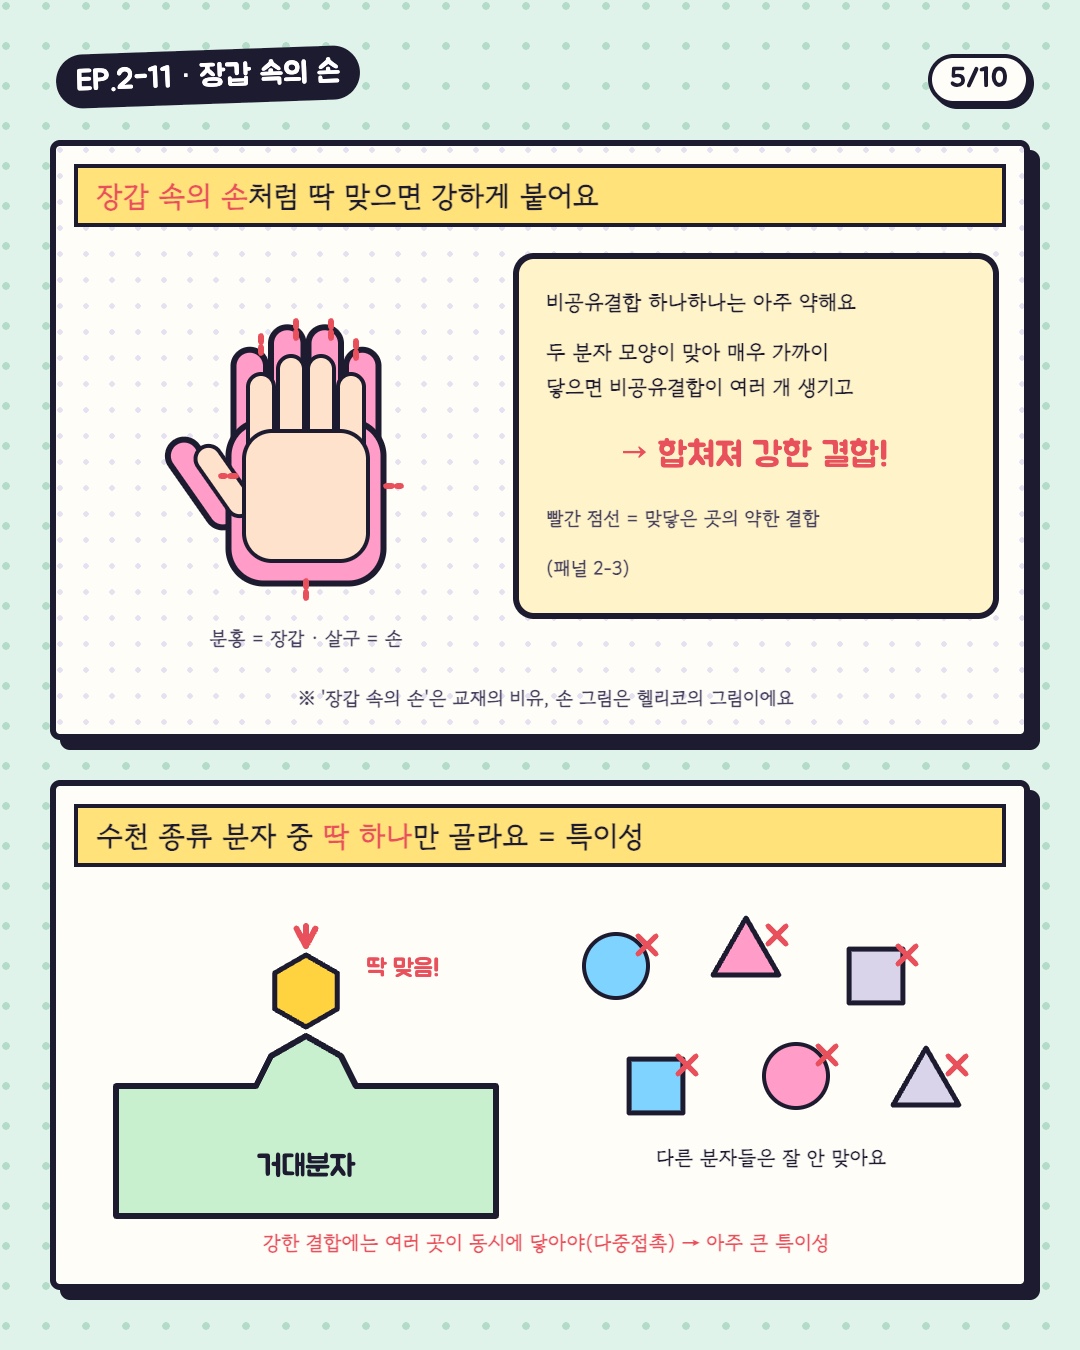 EP.2-11 · 장갑 속의 손
5/10
장갑 속의 손처럼 딱 맞으면 강하게 붙어요
비공유결합 하나하나는 아주 약해요
두 분자 모양이 맞아 매우 가까이
닿으면 비공유결합이 여러 개 생기고
→ 합쳐져 강한 결합!
빨간 점선 = 맞닿은 곳의 약한 결합
(패널 2-3)
분홍 = 장갑 · 살구 = 손
※ '장갑 속의 손'은 교재의 비유, 손 그림은 헬리코의 그림이에요
수천 종류 분자 중 딱 하나만 골라요 = 특이성
딱 맞음!
거대분자
다른 분자들은 잘 안 맞아요
강한 결합에는 여러 곳이 동시에 닿아야(다중접촉) → 아주 큰 특이성